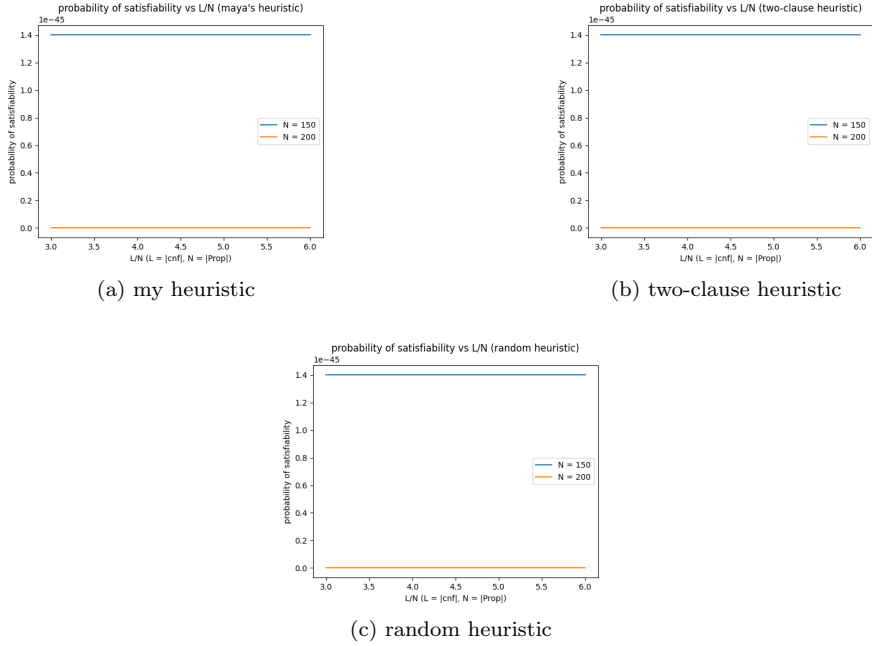 probability of satisfiability vs L/N (maya's heuristic)
1e−45
1.4
1.2
1.0
0.8
0.6
0.4
0.2
0.0
probability of satisfiability
N = 150
N = 200
3.0 3.5 4.0 4.5 5.0 5.5 6.0
L/N (L = |cnf|, N = |Prop|)
(a) my heuristic
probability of satisfiability vs L/N (two-clause heuristic)
1e−45
1.4
1.2
1.0
0.8
0.6
0.4
0.2
0.0
probability of satisfiability
N = 150
N = 200
3.0 3.5 4.0 4.5 5.0 5.5 6.0
L/N (L = |cnf|, N = |Prop|)
(b) two-clause heuristic
probability of satisfiability vs L/N (random heuristic)
1e−45
1.4
1.2
1.0
0.8
0.6
0.4
0.2
0.0
probability of satisfiability
N = 150
N = 200
3.0 3.5 4.0 4.5 5.0 5.5 6.0
L/N (L = |cnf|, N = |Prop|)
(c) random heuristic